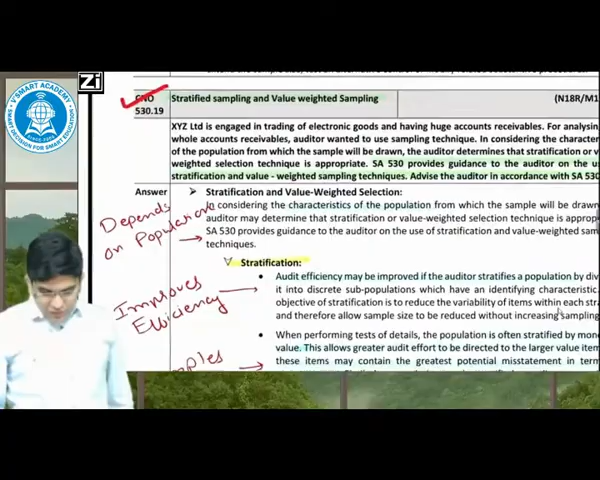 Zi
V'SMART ACADEMY
SMART DECISION FOR SMART EDUCATION
QNO
530.19
Stratified sampling and Value weighted Sampling
(N18R/M1
XYZ Ltd is engaged in trading of electronic goods and having huge accounts receivables. For analysin
whole accounts receivables, auditor wanted to use sampling technique. In considering the character
of the population from which the sample will be drawn, the auditor determines that stratification or v
weighted selection technique is appropriate. SA 530 provides guidance to the auditor on the us
stratification and value - weighted sampling techniques. Advise the auditor in accordance with SA 530
Answer
Stratification and Value-Weighted Selection:
considering the characteristics of the population from which the sample will be drawn
auditor may determine that stratification or value-weighted selection technique is approp
SA 530 provides guidance to the auditor on the use of stratification and value-weighted sam
techniques.
Depends
on Population
Stratification:
Audit efficiency may be improved if the auditor stratifies a population by div
it into discrete sub-populations which have an identifying characteristic.
objective of stratification is to reduce the variability of items within each stra
and therefore allow sample size to be reduced without increasing sampling
Improves
Efficiency
When performing tests of details, the population is often stratified by mone
value. This allows greater audit effort to be directed to the larger value item
these items may contain the greatest potential misstatement in term
mples